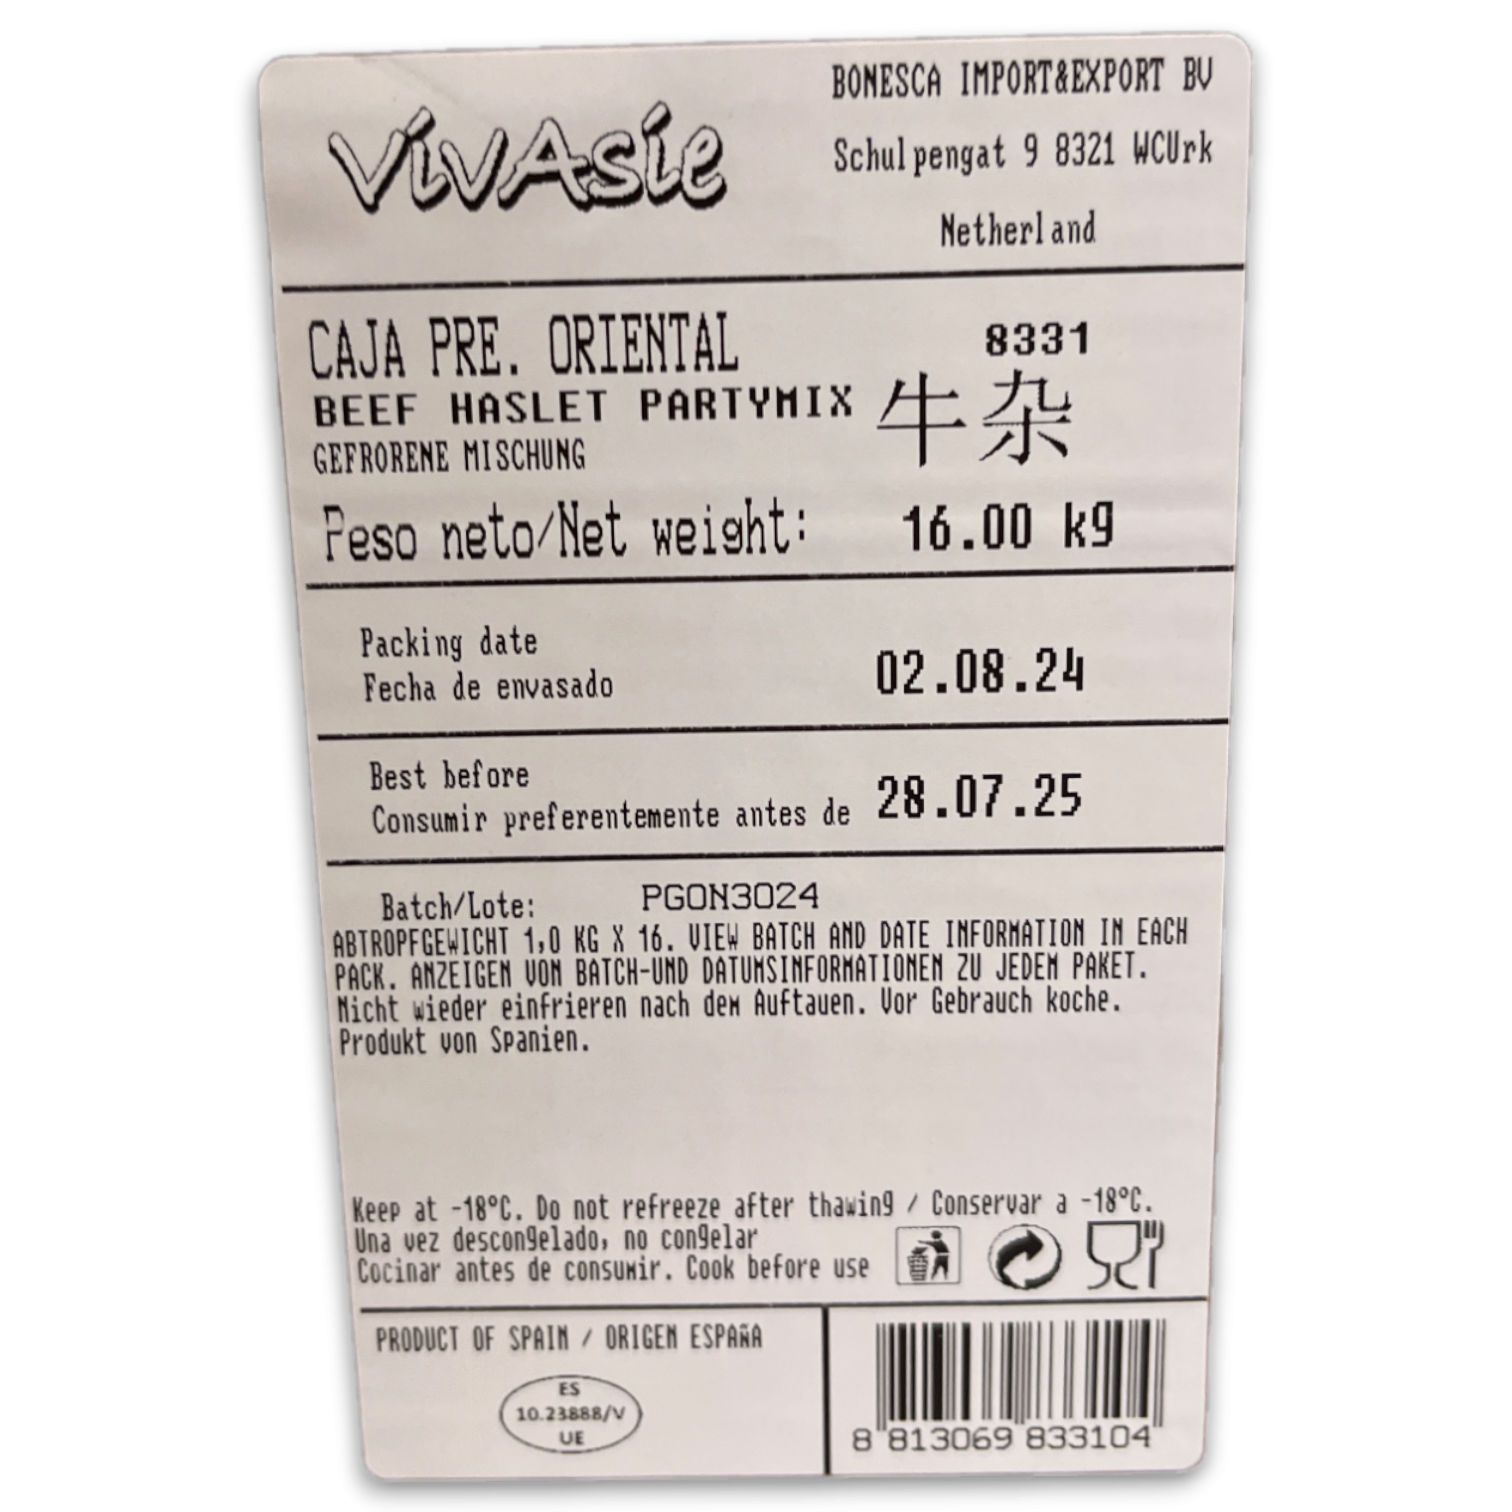 VivAsie
BONESCA IMPORT&EXPORT BV
Schulpengat 9 8321 WCUrk
Netherland
CAJA PRE. ORIENTAL
8331
BEEF HASLET PARTYMIX
牛杂
GEFRORENE MISCHUNG
Peso neto/Net weight: 16.00 kg
Packing date
Fecha de envasado
02.08.24
Best before
Consumir preferentemente antes de
28.07.25
Batch/Lote: PGON3024
ABTROPFGEWICHT 1,0 KG X 16. VIEW BATCH AND DATE INFORMATION IN EACH
PACK. ANZEIGEN VON BATCH-UND DATUMSINFORMATIONEN ZU JEDEM PAKET.
Nicht wieder einfrieren nach dem Auftauen. Vor Gebrauch koche.
Produkt von Spanien.
Keep at -18°C. Do not refreeze after thawing / Conservar a -18°C.
Una vez descongelado, no congelar
Cocinar antes de consumir. Cook before use
PRODUCT OF SPAIN / ORIGEN ESPAÑA
ES
10.23888/V
UE
8 813069 833104